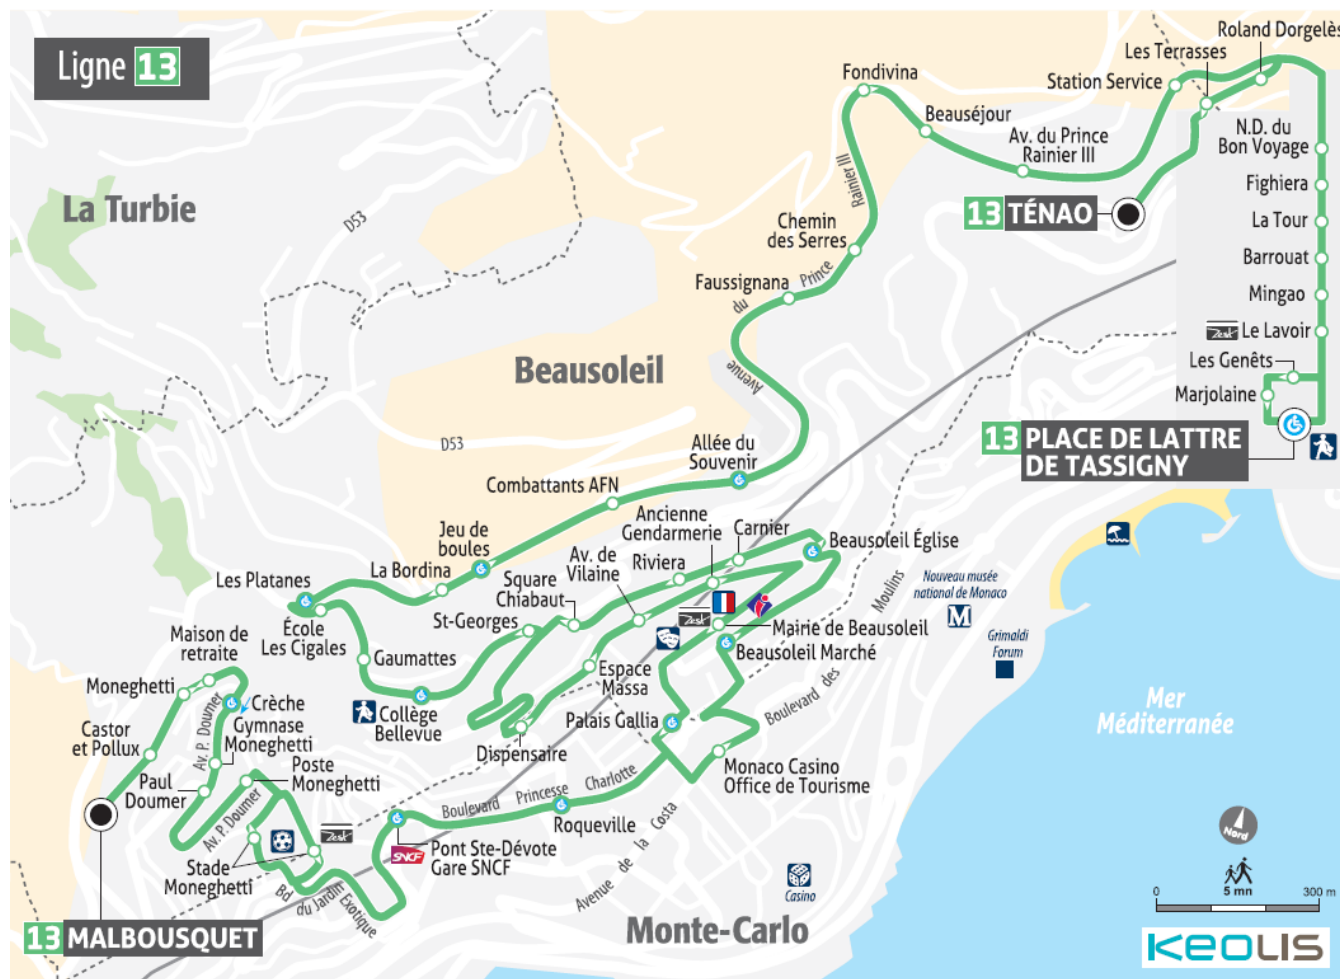 Ligne 13
Roland Dorgelès
Les Terrasses
Station Service
Fondivina
Beauséjour
Av. du Prince
Rainier III
N.D. du
Bon Voyage
Fighiera
La Tour
Barrouat
Mingao
Zest Le Lavoir
Les Genêts
Marjolaine
13 TÉNAO
13 PLACE DE LATTRE
DE TASSIGNY
La Turbie
D53
Rainier III
Chemin
des Serres
Prince
Faussignana
du
Avenue
Beausoleil
D53
Allée du
Souvenir
Combattants AFN
Jeu de
boules
La Bordina
Les Platanes
École
Les Cigales
Ancienne
Gendarmerie
Carnier
Beausoleil Église
Av. de
Vilaine
Riviera
Square
Chiabaut
St-Georges
Gaumattes
Collège
Bellevue
Zest
Mairie de Beausoleil
Beausoleil Marché
Espace
Massa
Palais Gallia
Dispensaire
Boulevard des
Moulins
Nouveau musée
national de Monaco
M
Grimaldi
Forum
Mer
Méditerranée
Maison de
retraite
Moneghetti
Crèche
Gymnase
Moneghetti
Castor
et Pollux
Av. P. Doumer
Paul
Doumer
Poste
Moneghetti
Av. P. Doumer
Zest
Stade
Moneghetti
Bd
du Jardin
Exotique
SNCF
Pont Ste-Dévote
Gare SNCF
Boulevard
Princesse
Charlotte
Roqueville
Monaco Casino
Office de Tourisme
Avenue de la Costa
Casino
Monte-Carlo
13 MALBOUSQUET
Nord
5 mn
0
300 m
KEOLIS